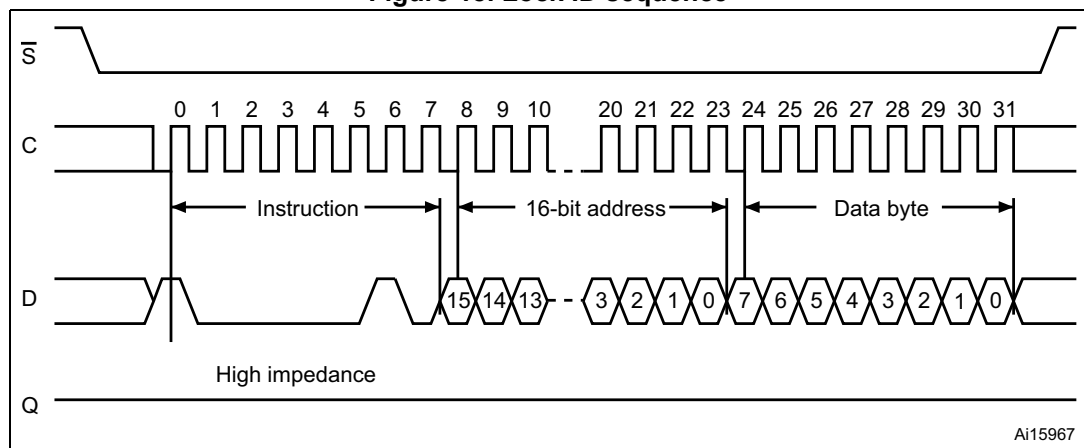 Figure 18. Lock ID sequence
S
0 1 2 3 4 5 6 7 8 9 10 20 21 22 23 24 25 26 27 28 29 30 31
C
Instruction 16-bit address Data byte
D 15 14 13 3 2 1 0 7 6 5 4 3 2 1 0
High impedance
Q
Ai15967